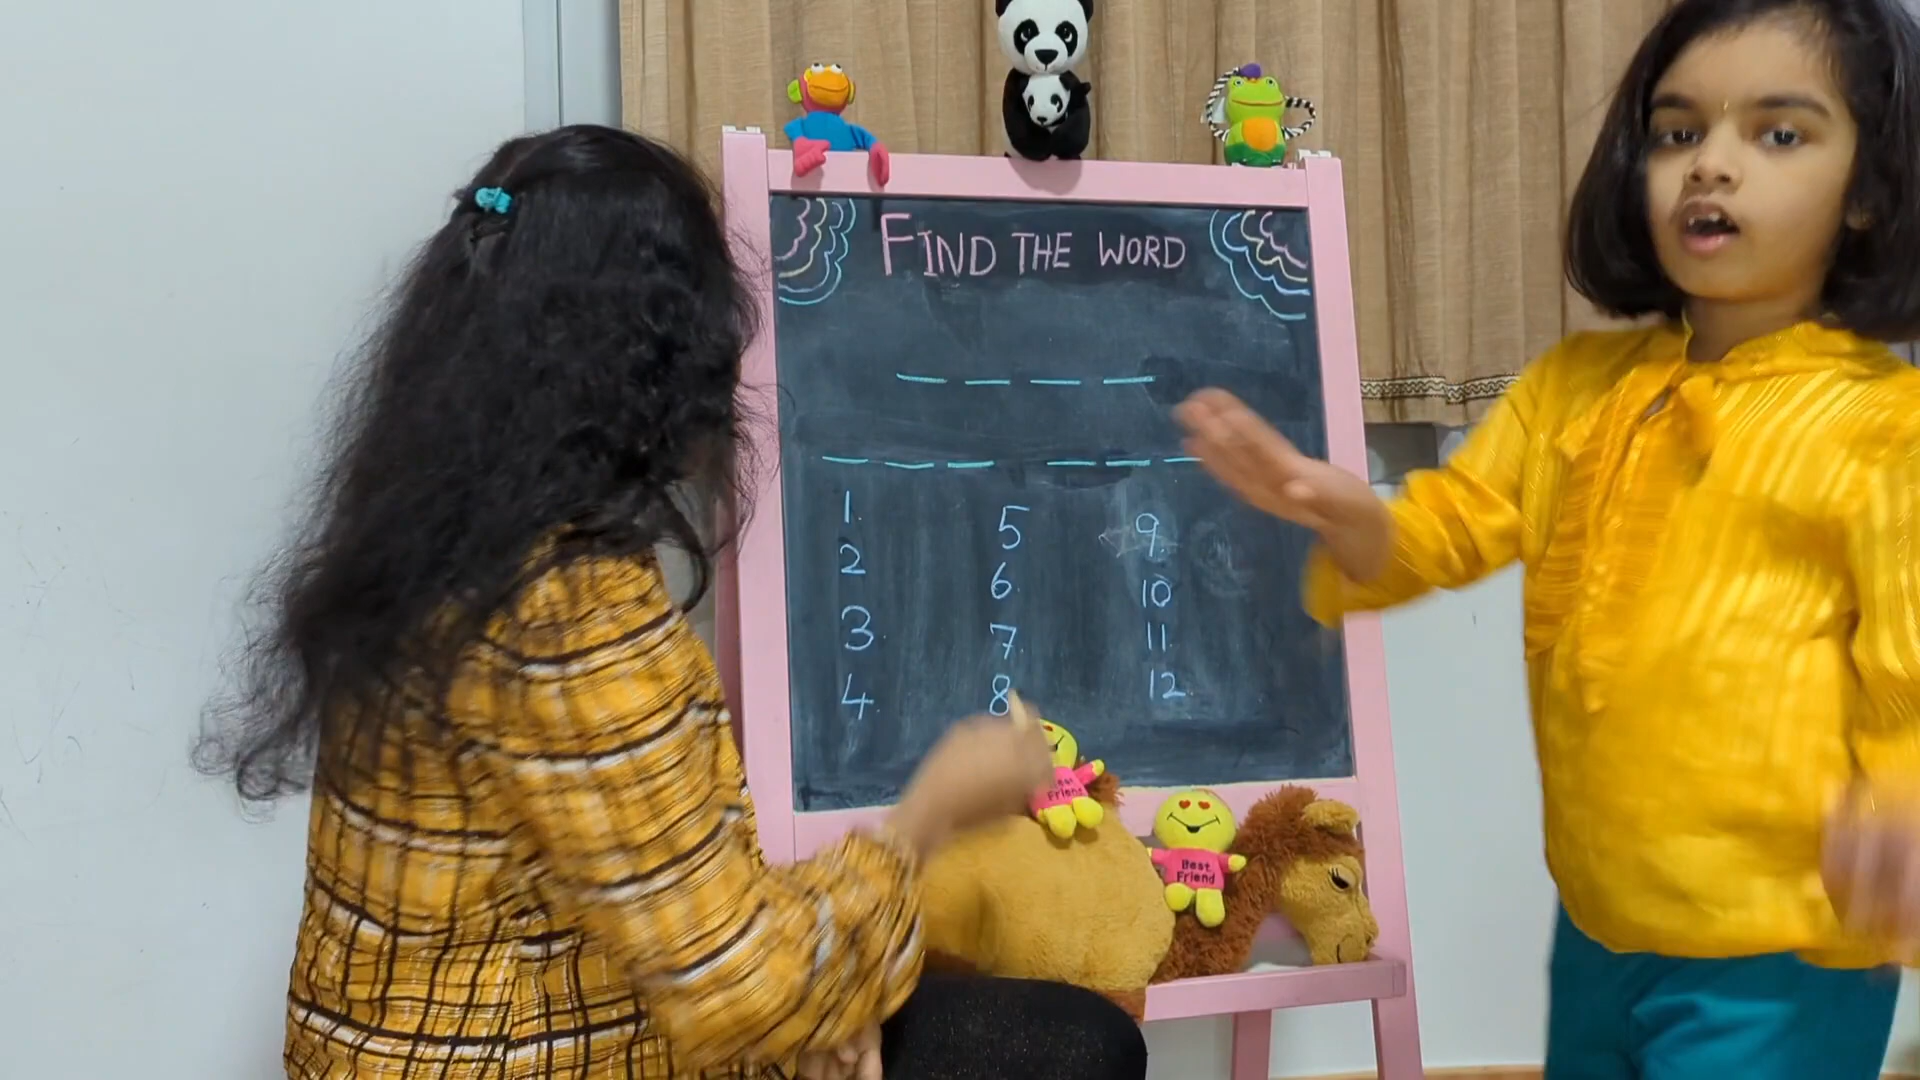 FIND THE WORD
1. 5 9.
2 6. 10
3. 7. 11.
4. 8 12.
Best Friend
Best
Friend